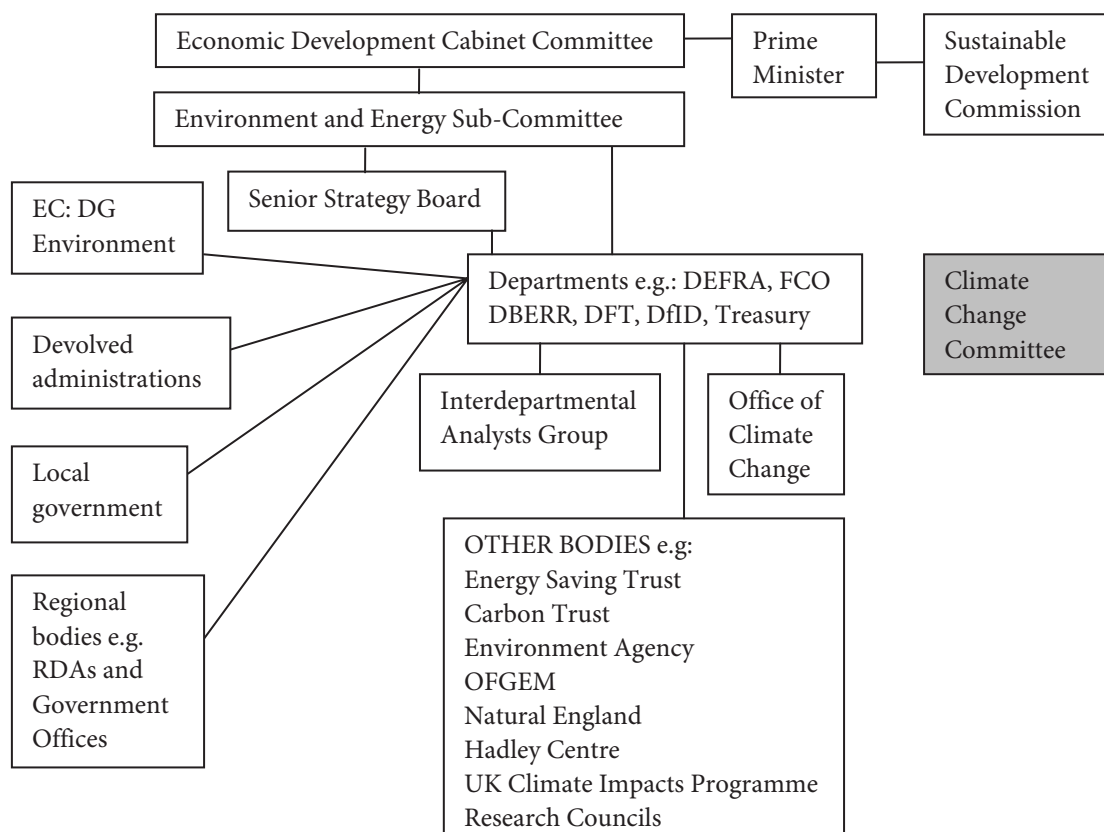 Economic Development Cabinet Committee
Prime
Minister
Sustainable
Development
Commission
Environment and Energy Sub-Committee
Senior Strategy Board
EC: DG
Environment
Departments e.g.: DEFRA, FCO
DBERR, DFT, DfID, Treasury
Climate
Change
Committee
Devolved
administrations
Interdepartmental
Analysts Group
Office of
Climate
Change
Local
government
OTHER BODIES e.g:
Energy Saving Trust
Carbon Trust
Environment Agency
OFGEM
Natural England
Hadley Centre
UK Climate Impacts Programme
Research Councils
Regional
bodies e.g.
RDAs and
Government
Offices